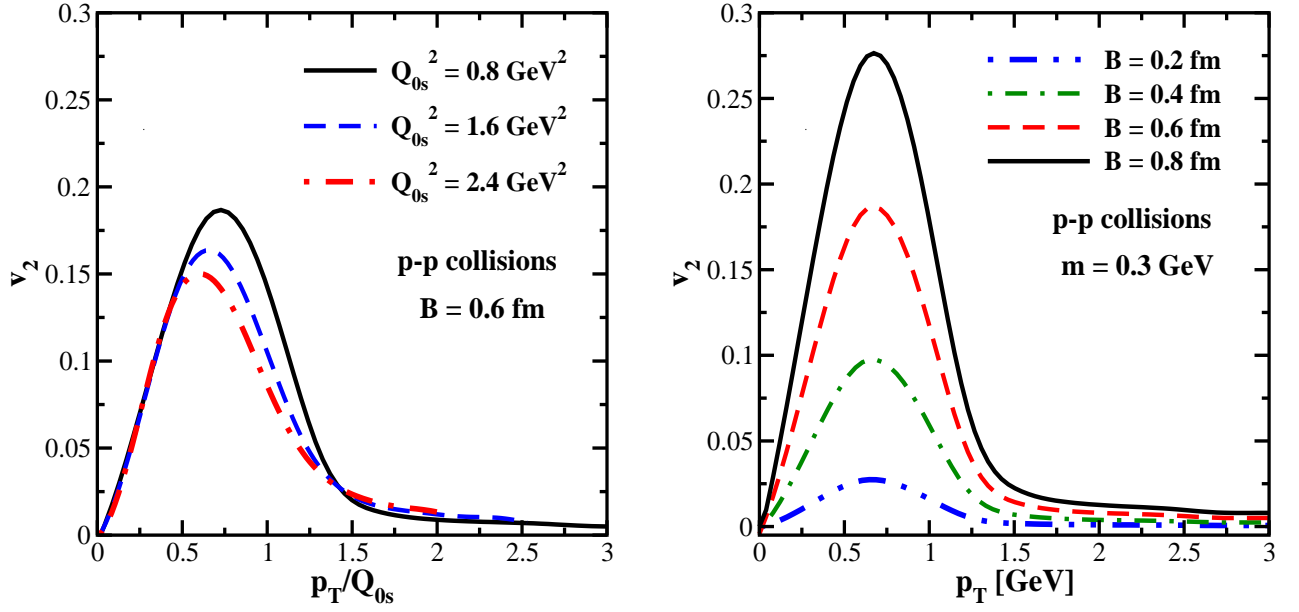 0.3
0.25
0.2
0.15
0.1
0.05
0
v₂
Q₀ₛ² = 0.8 GeV²
Q₀ₛ² = 1.6 GeV²
Q₀ₛ² = 2.4 GeV²
p-p collisions
B = 0.6 fm
0 0.5 1 1.5 2 2.5 3
p_T/Q₀ₛ
0.3
0.25
0.2
0.15
0.1
0.05
0
v₂
B = 0.2 fm
B = 0.4 fm
B = 0.6 fm
B = 0.8 fm
p-p collisions
m = 0.3 GeV
0 0.5 1 1.5 2 2.5 3
p_T [GeV]